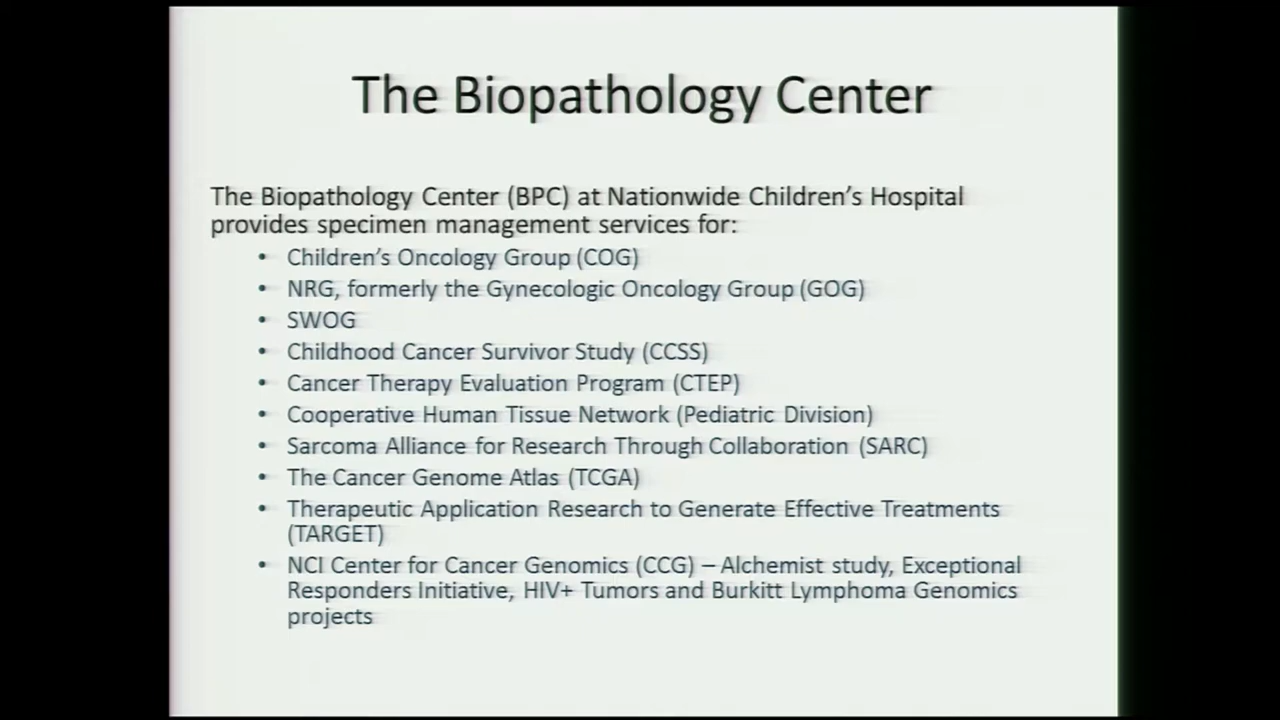 The Biopathology Center
The Biopathology Center (BPC) at Nationwide Children's Hospital
provides specimen management services for:
• Children's Oncology Group (COG)
• NRG, formerly the Gynecologic Oncology Group (GOG)
• SWOG
• Childhood Cancer Survivor Study (CCSS)
• Cancer Therapy Evaluation Program (CTEP)
• Cooperative Human Tissue Network (Pediatric Division)
• Sarcoma Alliance for Research Through Collaboration (SARC)
• The Cancer Genome Atlas (TCGA)
• Therapeutic Application Research to Generate Effective Treatments
(TARGET)
• NCI Center for Cancer Genomics (CCG) – Alchemist study, Exceptional
Responders Initiative, HIV+ Tumors and Burkitt Lymphoma Genomics
projects